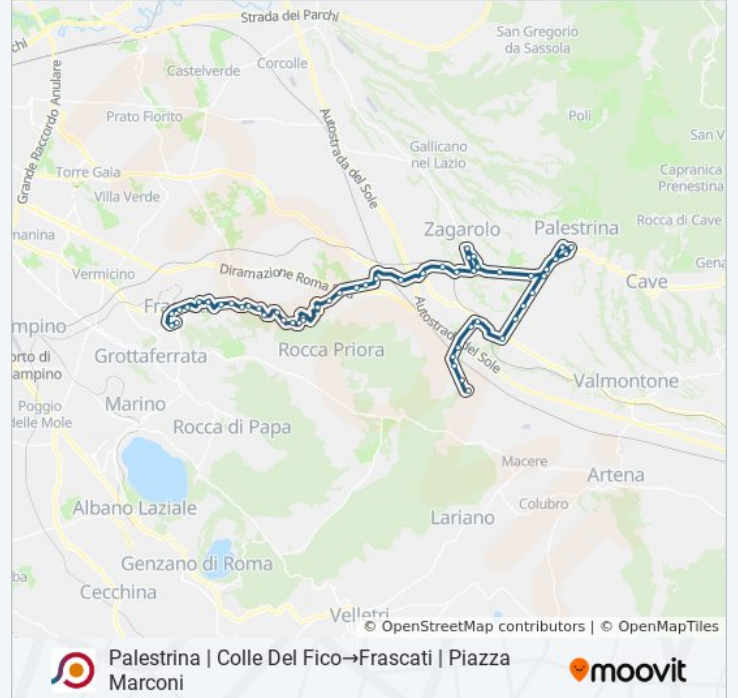 Strada dei Parchi
San Gregorio
da Sassola
chi
Castelverde
Corcolle
Grande Raccordo Anulare
Prato Fiorito
Autostrada del Sole
Poli
Gallicano
nel Lazio
San V
Torre Gaia
Capranica
Prenestina
Villa Verde
Zagarolo
Palestrina
Rocca di Cave
manina
Vermicino
Diramazione Roma
Gena
Cave
Fra
mpino
Grottaferrata
Rocca Priora
Autostrada del Sole
orto di
ampino
Valmontone
Poggio
elle Mole
Marino
Rocca di Papa
Macere
Artena
Colubro
Albano Laziale
Lariano
Genzano di Roma
ba
Cecchina
Velletri
© OpenStreetMap contributors | © OpenMapTiles
Palestrina | Colle Del Fico→Frascati | Piazza
Marconi
moovit